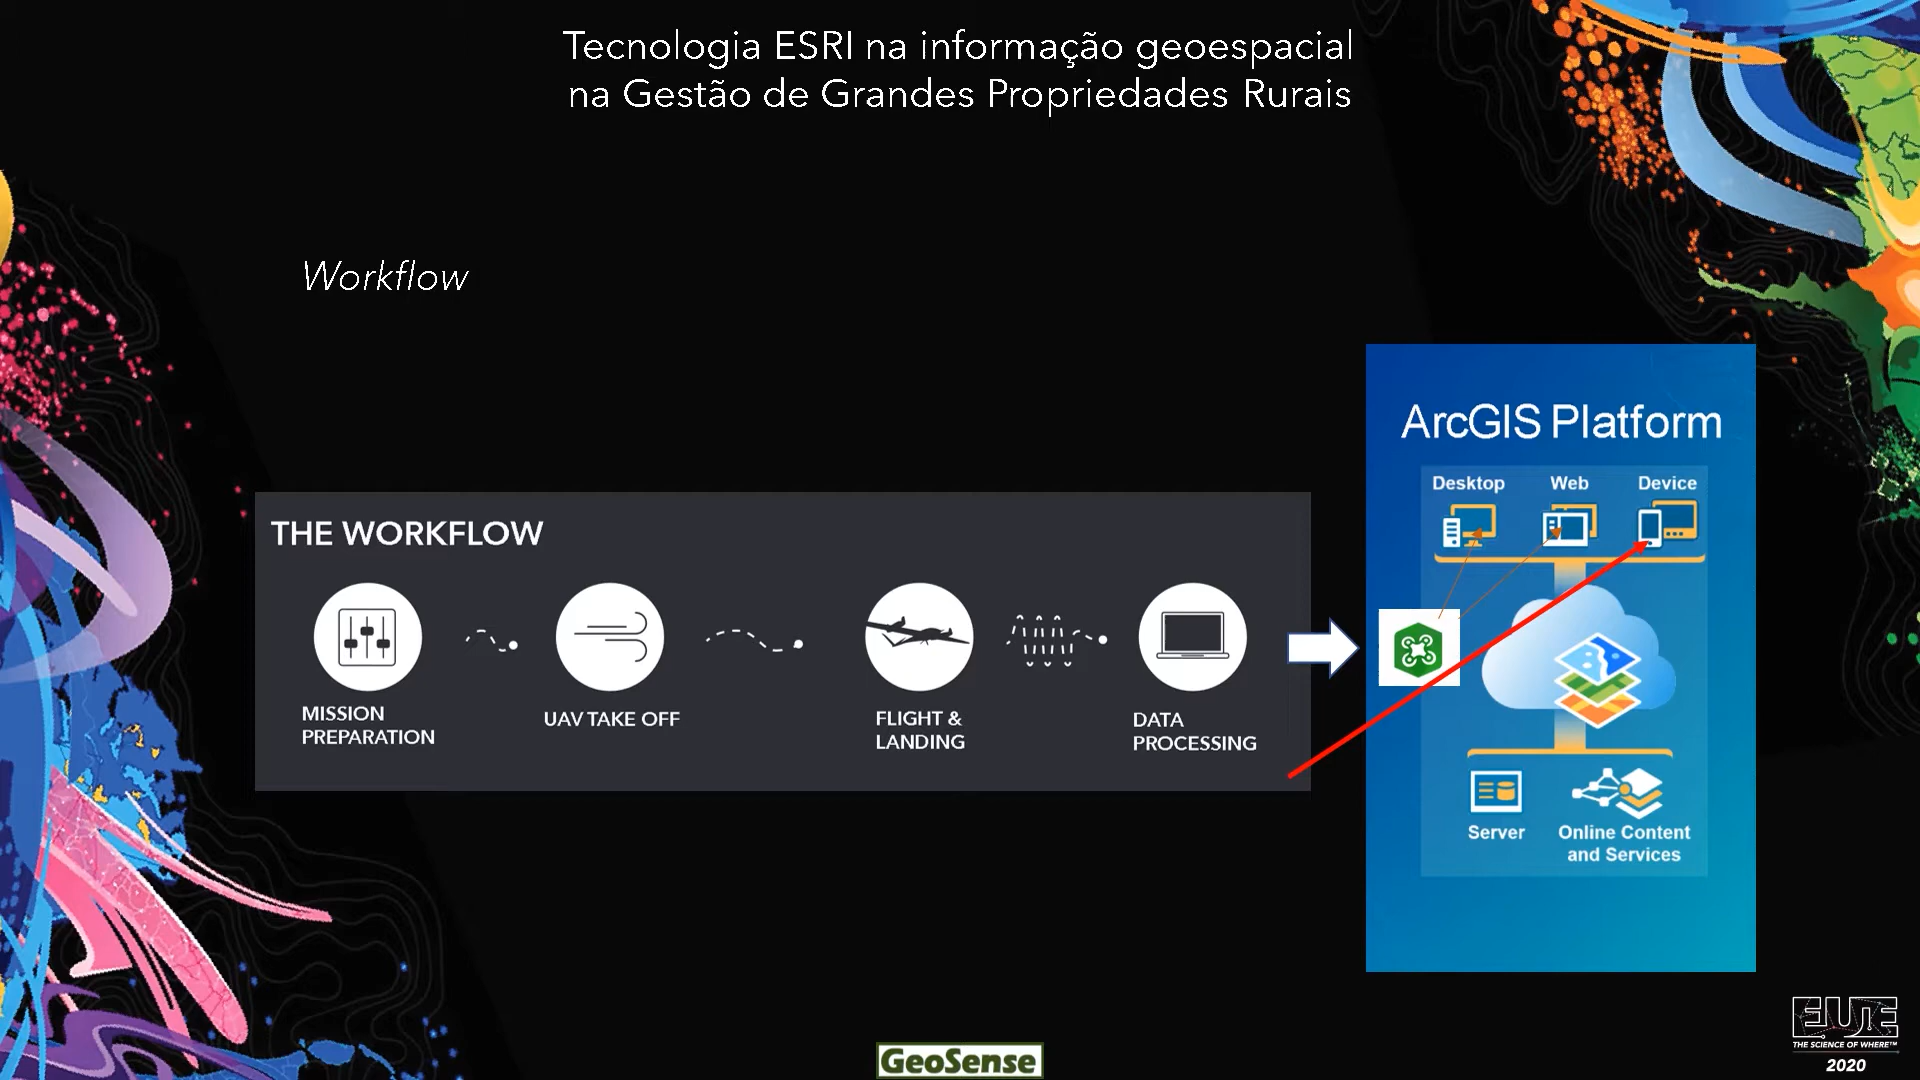 Tecnologia ESRI na informação geoespacial
na Gestão de Grandes Propriedades Rurais
Workflow
THE WORKFLOW
MISSION
PREPARATION
UAV TAKE OFF
FLIGHT &
LANDING
DATA
PROCESSING
ArcGIS Platform
Desktop Web Device
Server
Online Content
and Services
GeoSense
EUE
THE SCIENCE OF WHERE™
2020